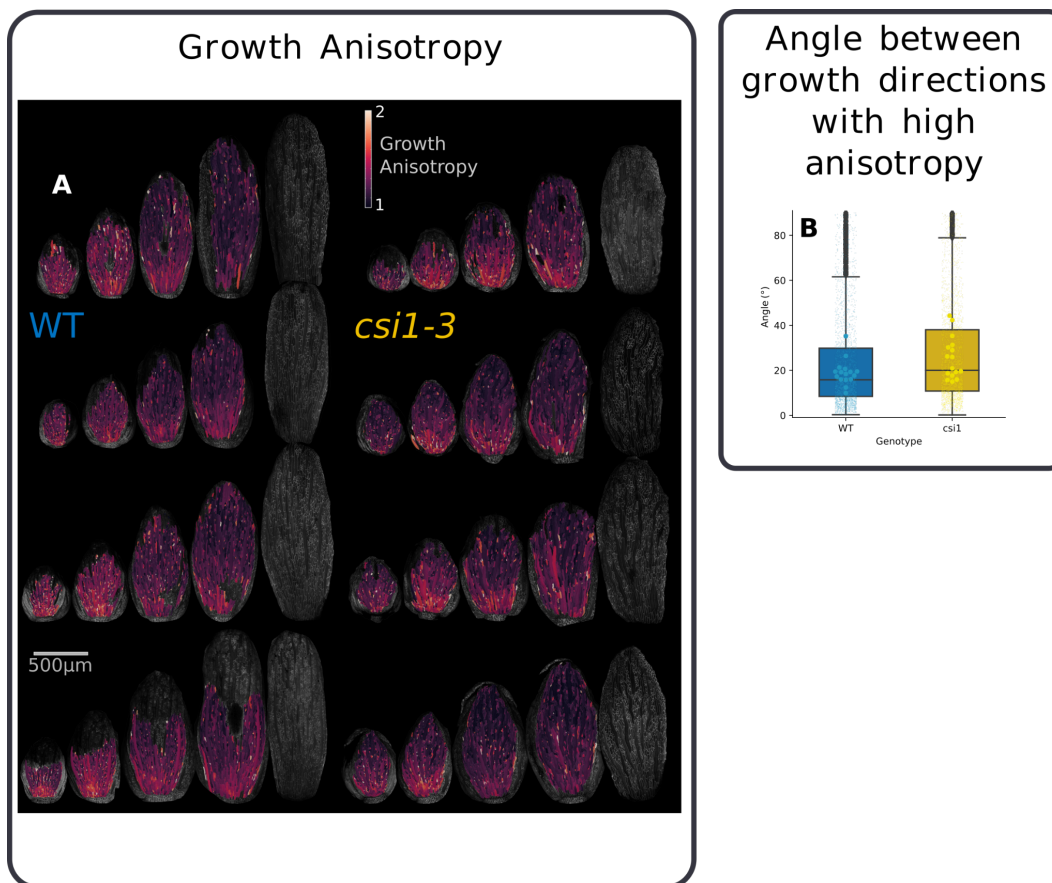 Growth Anisotropy
A
2
Growth
Anisotropy
1
WT
csi1-3
500µm
Angle between
growth directions
with high
anisotropy
B
80
60
40
20
0
Angle (°)
WT
csi1
Genotype